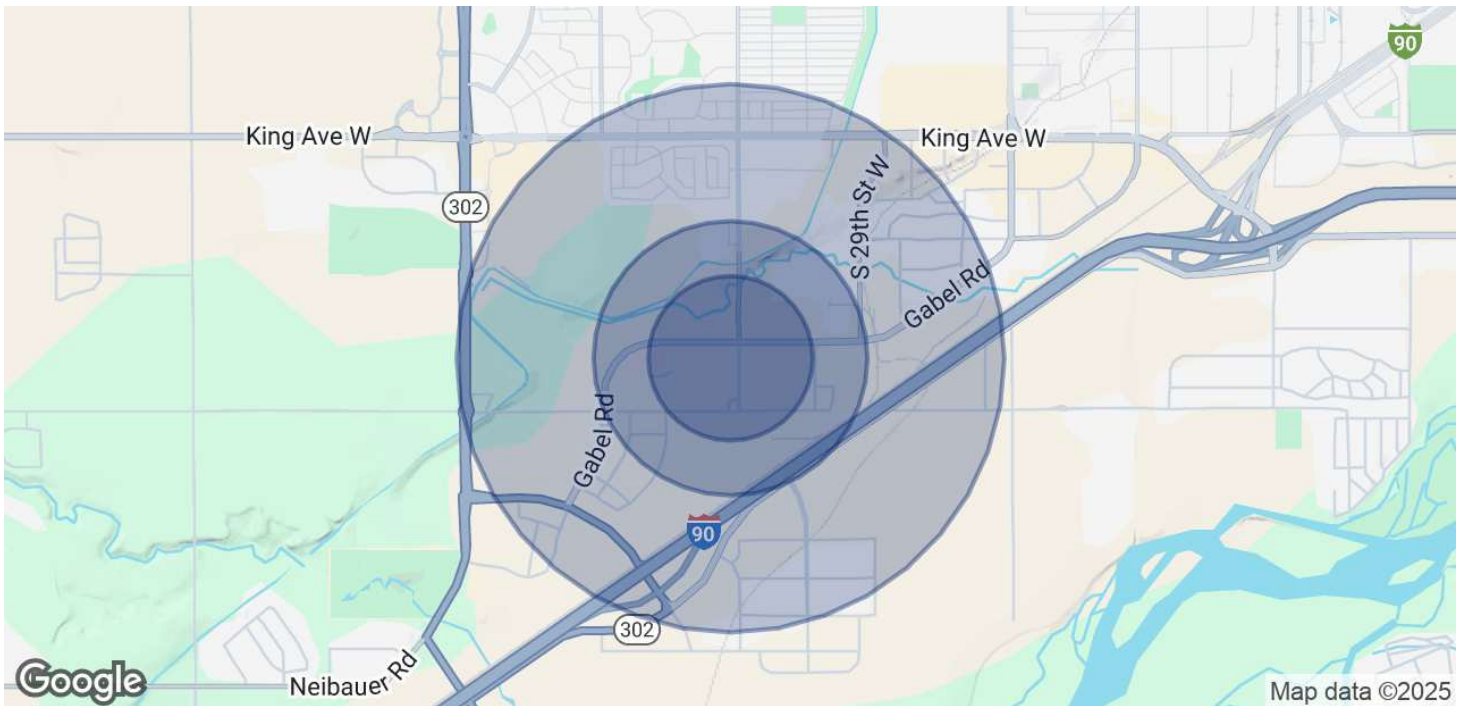 90
King Ave W
King Ave W
302
S 29th St W
Gabel Rd
Gabel Rd
90
302
Neibauer Rd
Google
Map data ©2025